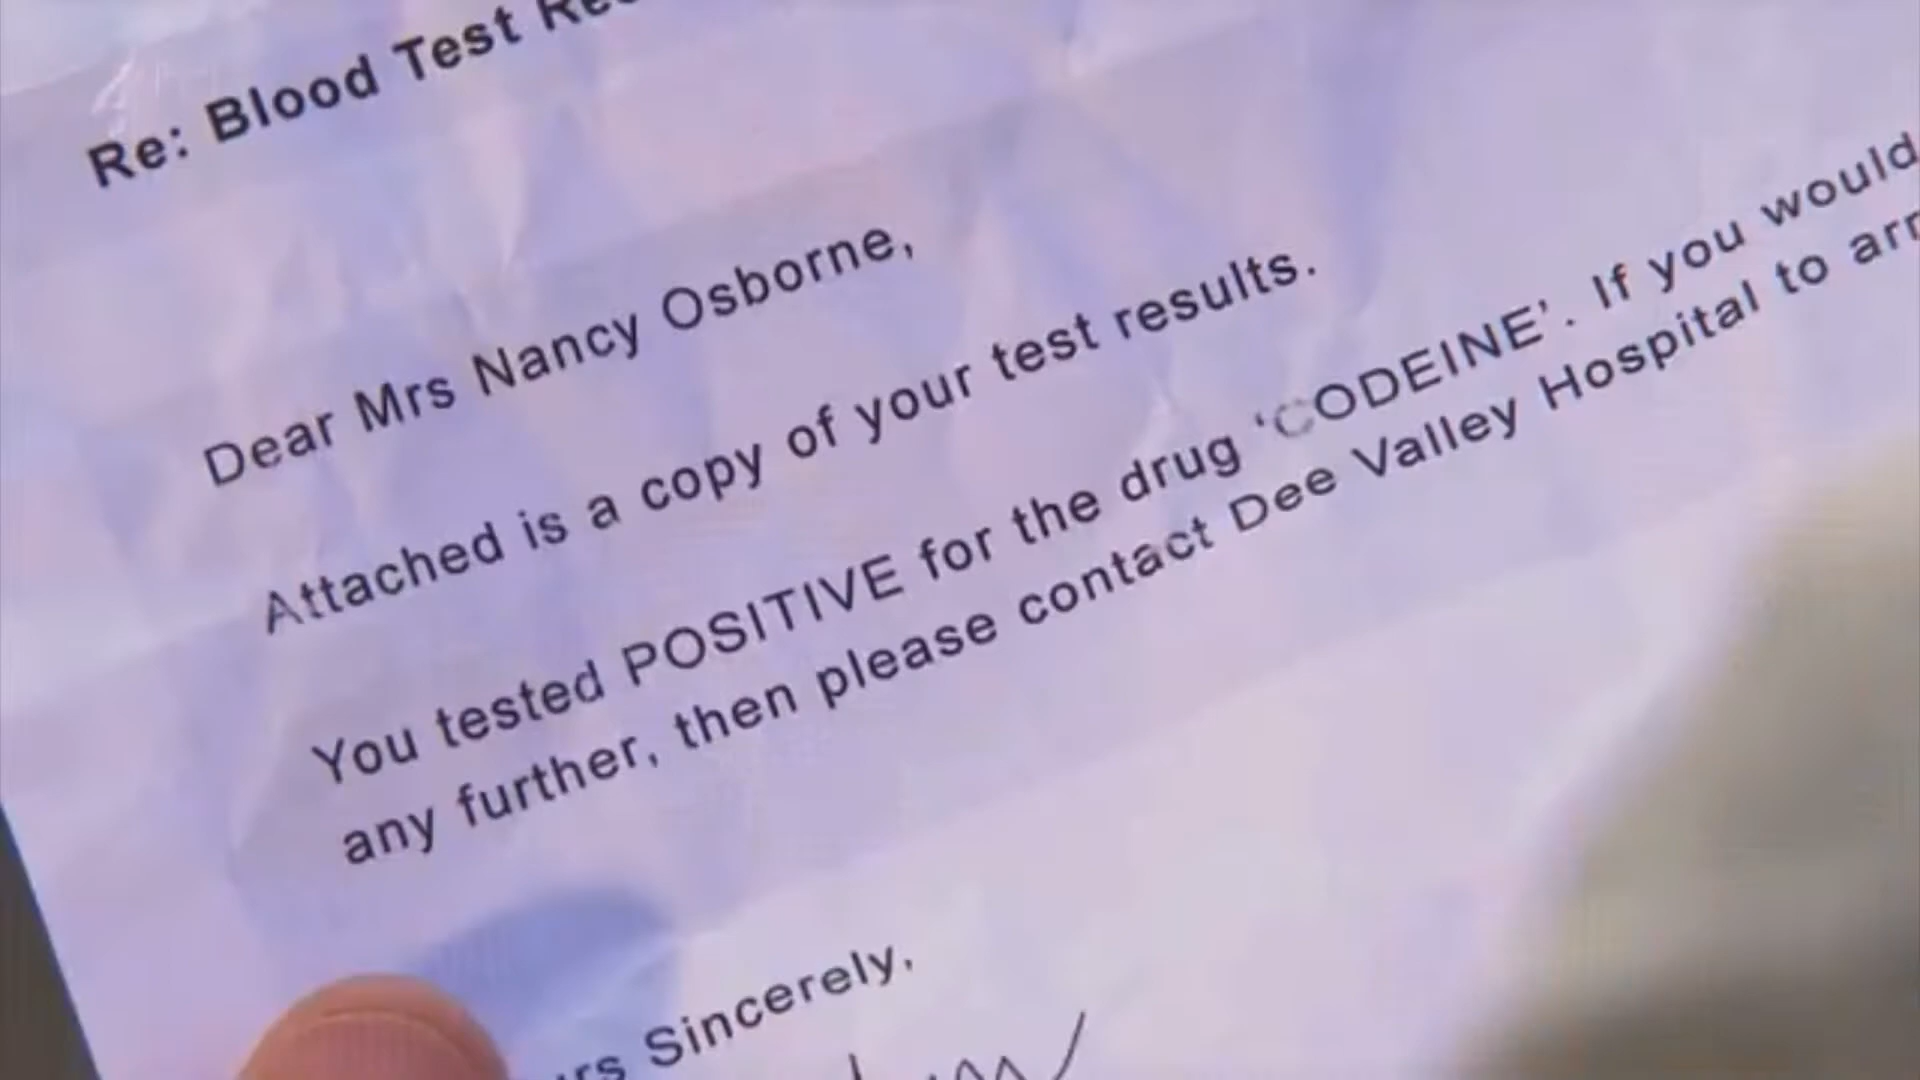 Re: Blood Test
Dear Mrs Nancy Osborne,
Attached is a copy of your test results.
You tested POSITIVE for the drug ‘CODEINE’. If you would
any further, then please contact Dee Valley Hospital to
Sincerely,